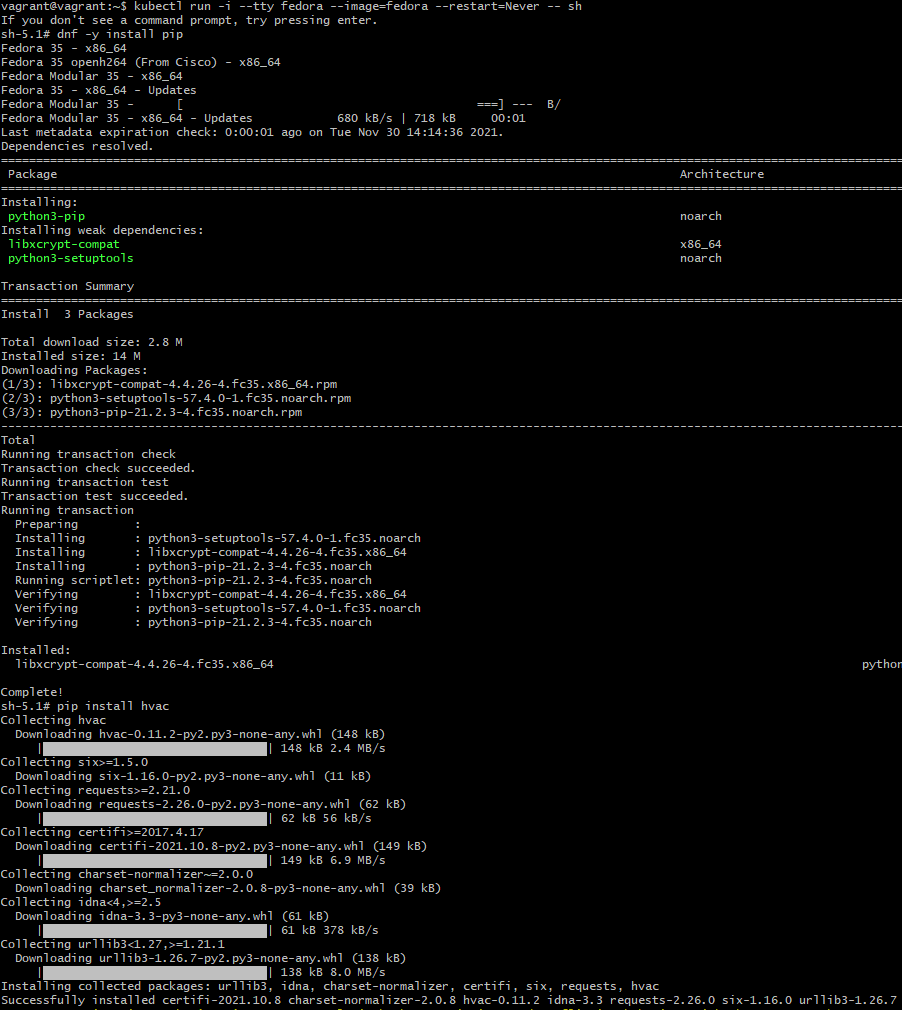 vagrant@vagrant:~$ kubectl run -i --tty fedora --image=fedora --restart=Never -- sh
If you don't see a command prompt, try pressing enter.
sh-5.1# dnf -y install pip
Fedora 35 - x86_64
Fedora 35 openh264 (From Cisco) - x86_64
Fedora Modular 35 - x86_64
Fedora 35 - x86_64 - Updates
Fedora Modular 35 -      [                                          ===] ---  B/
Fedora Modular 35 - x86_64 - Updates            680 kB/s | 718 kB     00:01
Last metadata expiration check: 0:00:01 ago on Tue Nov 30 14:14:36 2021.
Dependencies resolved.
Package Architecture
Installing:
python3-pip noarch
Installing weak dependencies:
libxcrypt-compat x86_64
python3-setuptools noarch
Transaction Summary
Install  3 Packages
Total download size: 2.8 M
Installed size: 14 M
Downloading Packages:
(1/3): libxcrypt-compat-4.4.26-4.fc35.x86_64.rpm
(2/3): python3-setuptools-57.4.0-1.fc35.noarch.rpm
(3/3): python3-pip-21.2.3-4.fc35.noarch.rpm
Total
Running transaction check
Transaction check succeeded.
Running transaction test
Transaction test succeeded.
Running transaction
  Preparing        :
  Installing       : python3-setuptools-57.4.0-1.fc35.noarch
  Installing       : libxcrypt-compat-4.4.26-4.fc35.x86_64
  Installing       : python3-pip-21.2.3-4.fc35.noarch
  Running scriptlet: python3-pip-21.2.3-4.fc35.noarch
  Verifying        : libxcrypt-compat-4.4.26-4.fc35.x86_64
  Verifying        : python3-setuptools-57.4.0-1.fc35.noarch
  Verifying        : python3-pip-21.2.3-4.fc35.noarch
Installed:
  libxcrypt-compat-4.4.26-4.fc35.x86_64 python
Complete!
sh-5.1# pip install hvac
Collecting hvac
  Downloading hvac-0.11.2-py2.py3-none-any.whl (148 kB)
     || 148 kB 2.4 MB/s
Collecting six>=1.5.0
  Downloading six-1.16.0-py2.py3-none-any.whl (11 kB)
Collecting requests>=2.21.0
  Downloading requests-2.26.0-py2.py3-none-any.whl (62 kB)
     || 62 kB 56 kB/s
Collecting certifi>=2017.4.17
  Downloading certifi-2021.10.8-py2.py3-none-any.whl (149 kB)
     || 149 kB 6.9 MB/s
Collecting charset-normalizer~=2.0.0
  Downloading charset_normalizer-2.0.8-py3-none-any.whl (39 kB)
Collecting idna<4,>=2.5
  Downloading idna-3.3-py3-none-any.whl (61 kB)
     || 61 kB 378 kB/s
Collecting urllib3<1.27,>=1.21.1
  Downloading urllib3-1.26.7-py2.py3-none-any.whl (138 kB)
     || 138 kB 8.0 MB/s
Installing collected packages: urllib3, idna, charset-normalizer, certifi, six, requests, hvac
Successfully installed certifi-2021.10.8 charset-normalizer-2.0.8 hvac-0.11.2 idna-3.3 requests-2.26.0 six-1.16.0 urllib3-1.26.7